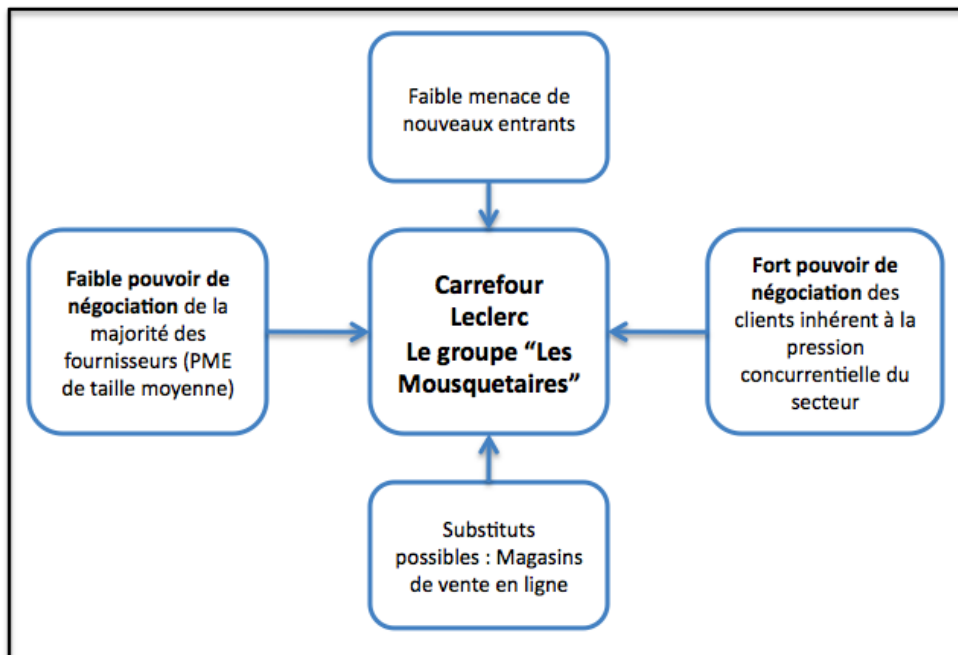 Faible menace de
nouveaux entrants
Faible pouvoir de
négociation de la
majorité des
fournisseurs (PME
de taille moyenne)
Carrefour
Leclerc
Le groupe “Les
Mousquetaires”
Fort pouvoir de
négociation des
clients inhérent à la
pression
concurrentielle du
secteur
Substituts
possibles : Magasins
de vente en ligne